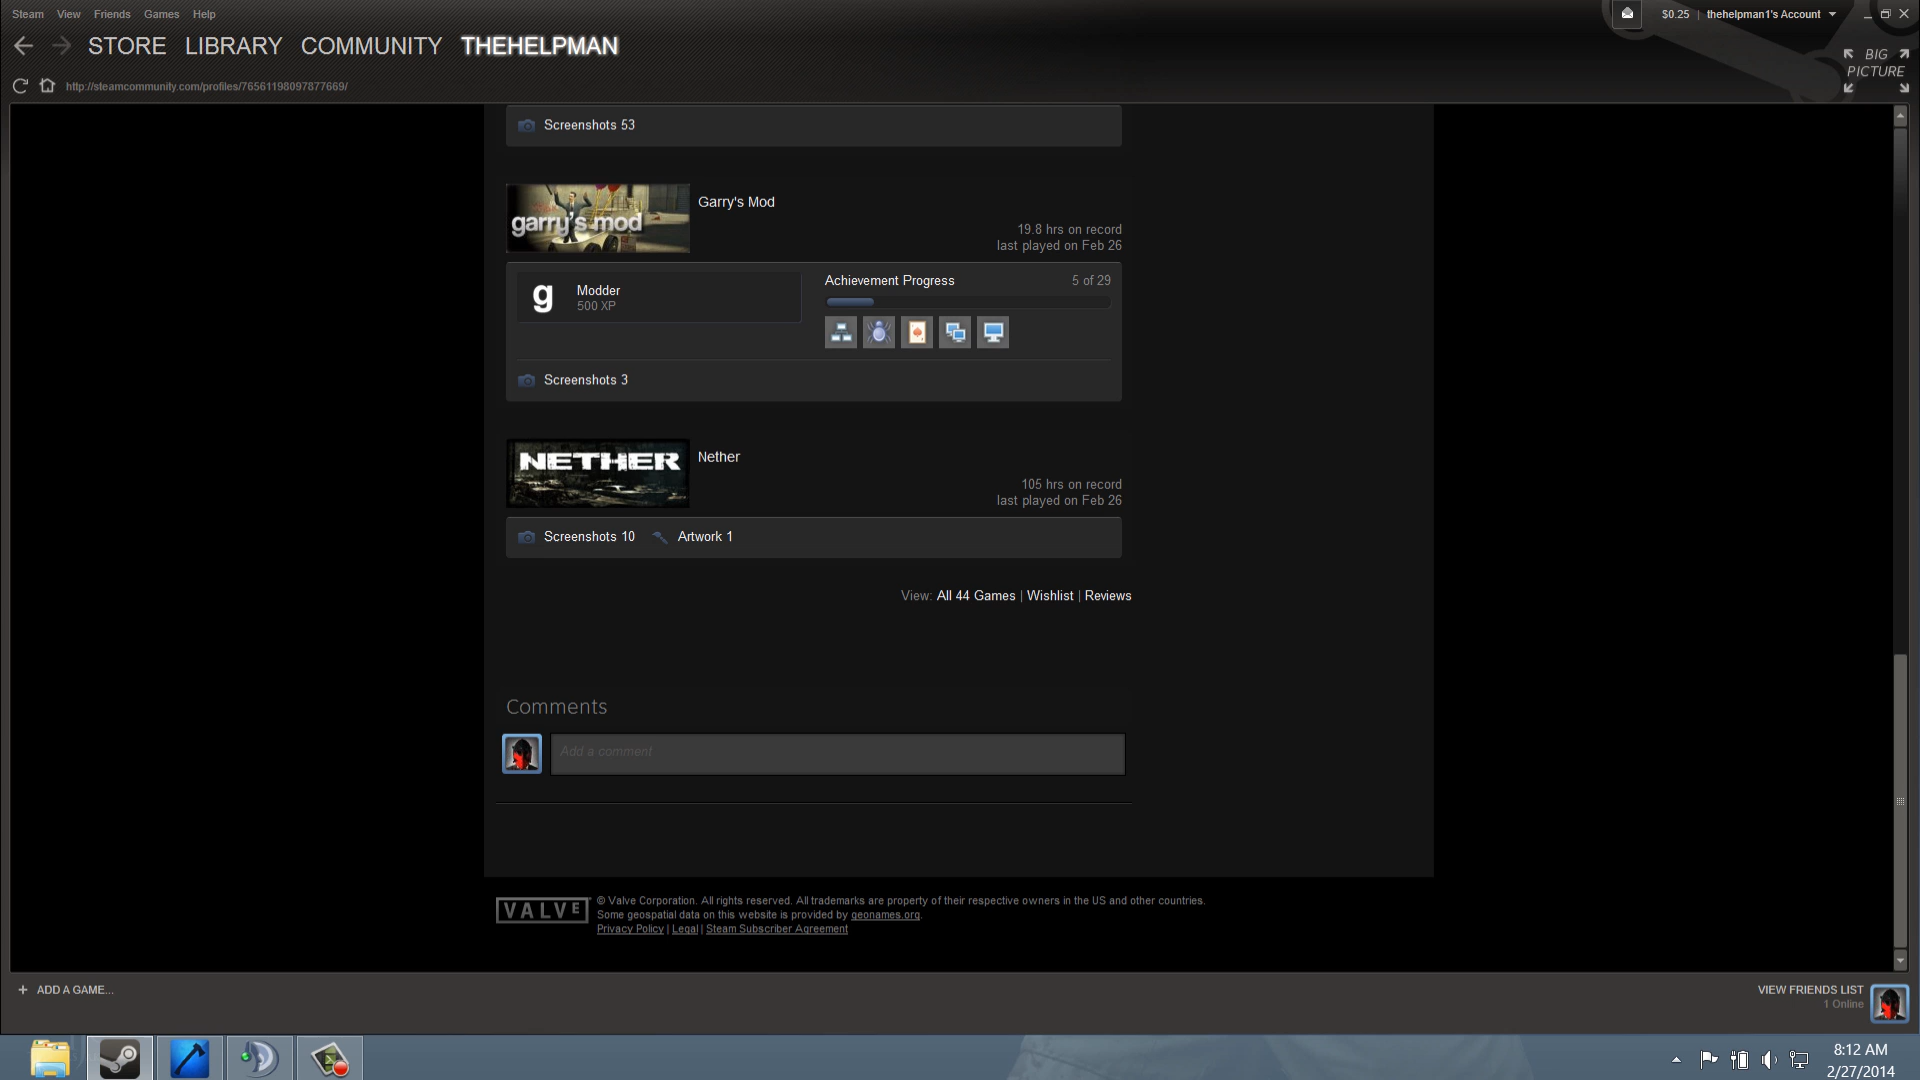 Steam View Friends Games Help
$0.25 | thehelpman1's Account
STORE LIBRARY COMMUNITY THEHELPMAN
BIG
PICTURE
http://steamcommunity.com/profiles/76561198097877669/
Screenshots 53
garry's mod
Garry's Mod
19.8 hrs on record
last played on Feb 26
g
Modder
500 XP
Achievement Progress 5 of 29
Screenshots 3
NETHER
Nether
105 hrs on record
last played on Feb 26
Screenshots 10 Artwork 1
View: All 44 Games | Wishlist | Reviews
Comments
Add a comment
VALVE
© Valve Corporation. All rights reserved. All trademarks are property of their respective owners in the US and other countries.
Some geospatial data on this website is provided by geonames.org.
Privacy Policy | Legal | Steam Subscriber Agreement
+ ADD A GAME...
VIEW FRIENDS LIST
1 Online
8:12 AM
2/27/2014